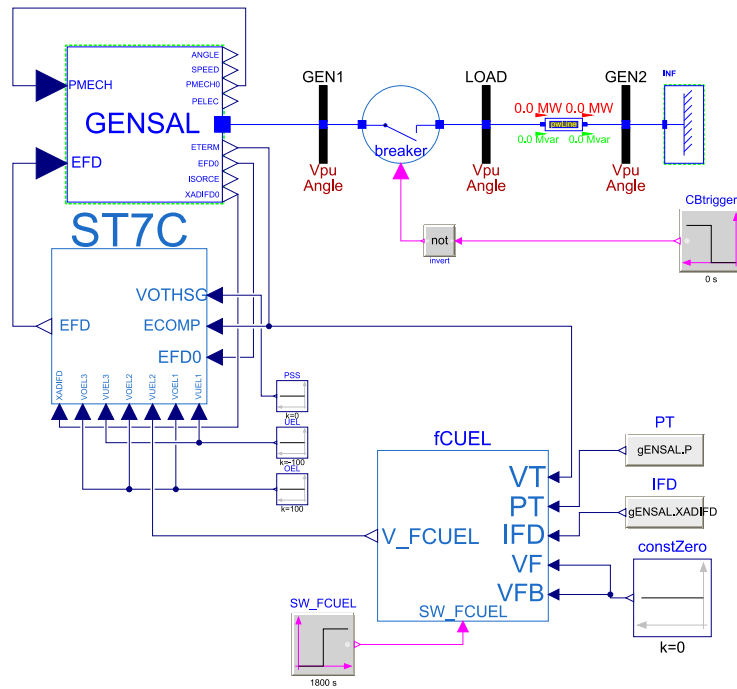 ANGLE
SPEED
PMECH
PMECH0
PELEC
GENSAL
ETERM
EFD
EFD0
ISORCE
XADIFD0
GEN1
LOAD
GEN2
INF
0.0 MW 0.0 MW
pwLine
0.0 Mvar 0.0 Mvar
breaker
Vpu
Angle
Vpu
Angle
Vpu
Angle
CBtrigger
0 s
not
invert
ST7C
VOTHSG
EFD
ECOMP
EFD0
XADIFD
VOEL3
VUEL3
VOEL2
VUEL2
VOEL1
VUEL1
PSS
k=0
UEL
k=-100
OEL
k=100
fCUEL
VT
PT
IFD
V_FCUEL
VF
VFB
SW_FCUEL
PT
gENSAL.P
IFD
gENSAL.XADIFD
constZero
k=0
SW_FCUEL
1800 s